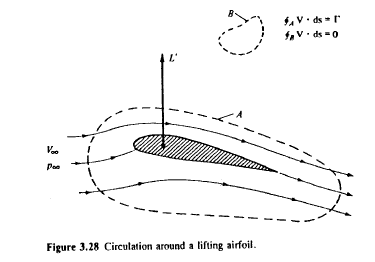 B
∮A V · ds = Γ
∮B V · ds = 0
L'
A
V∞
p∞
Figure 3.28 Circulation around a lifting airfoil.